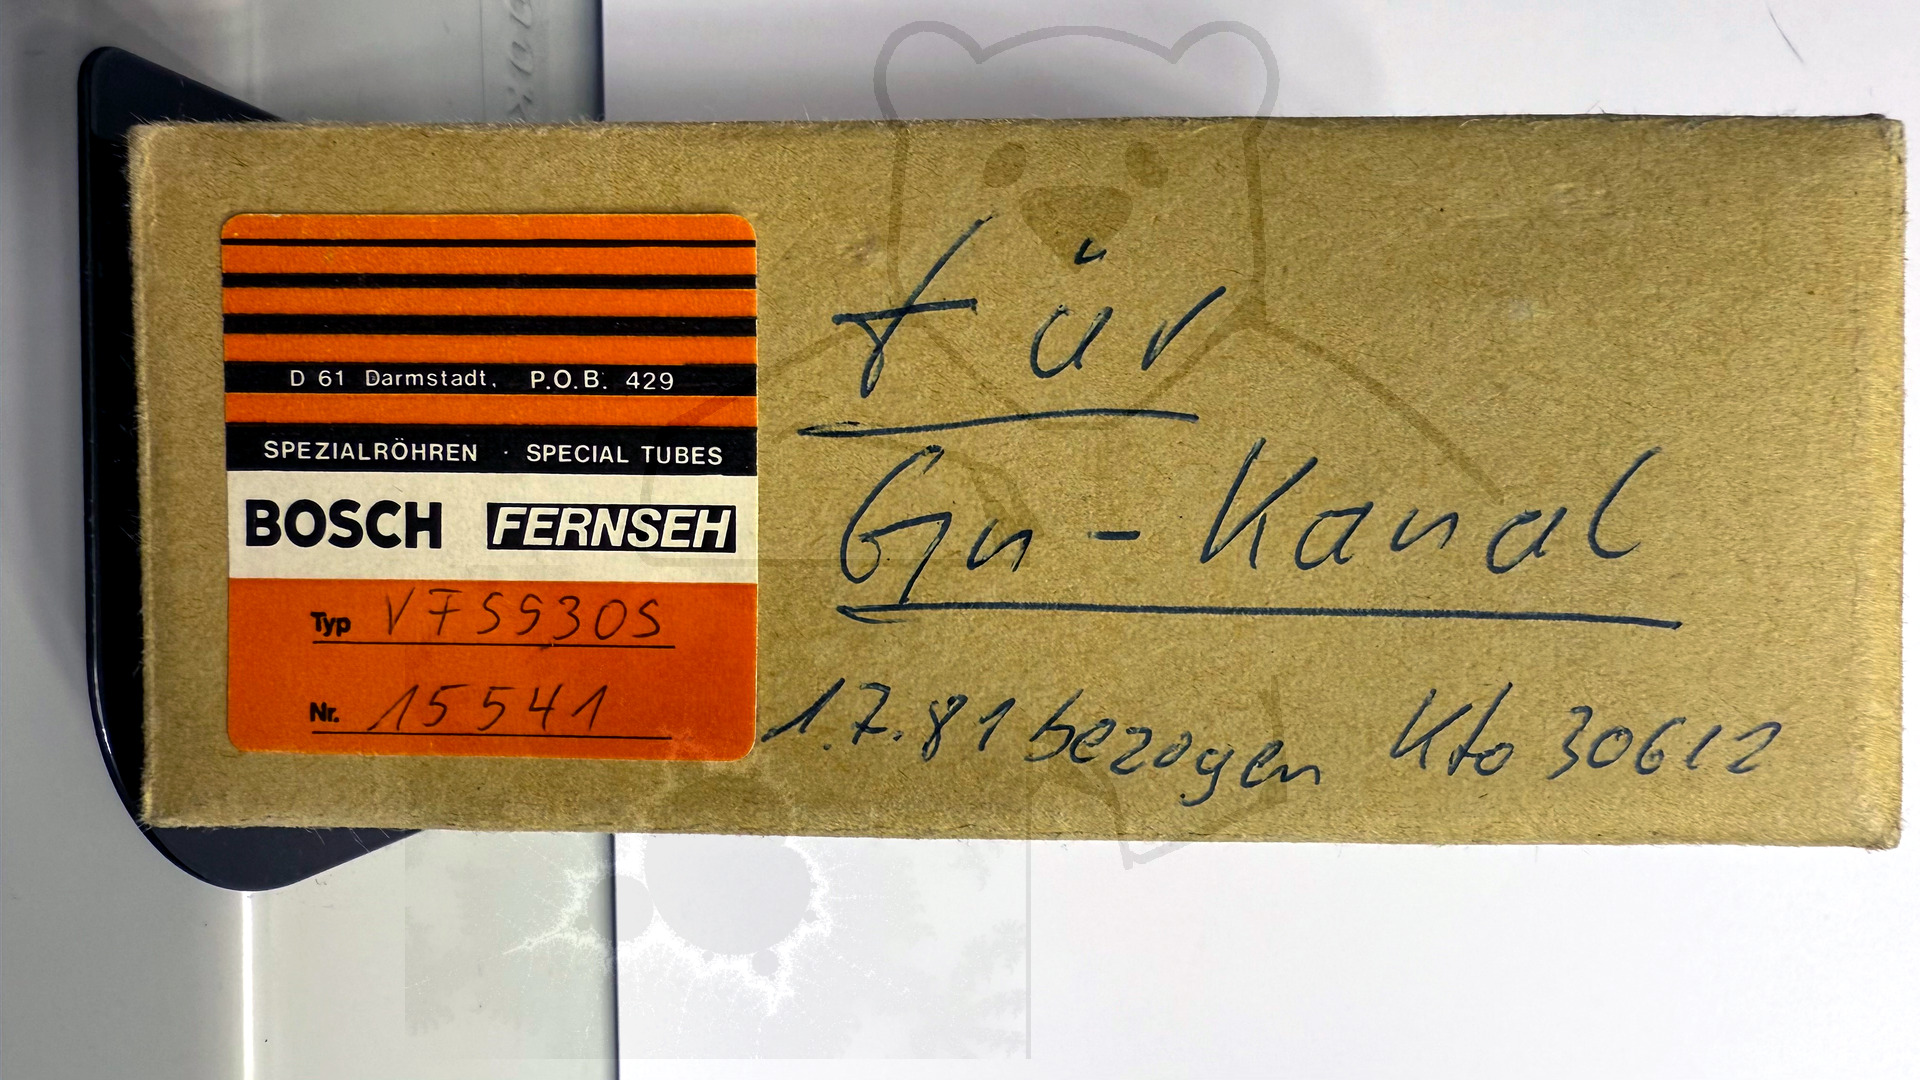 D 61 Darmstadt, P.O.B. 429
SPEZIALRÖHREN · SPECIAL TUBES
BOSCH FERNSEH
Typ
Nr. 15541
für
Gn-Kanal
1.7.81 bezogen Kto 30612